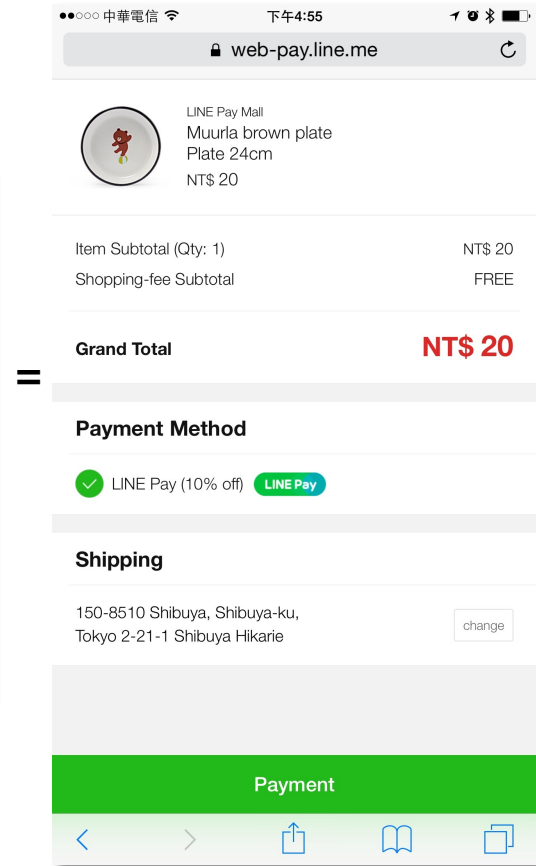 中華電信 下午4:55
web-pay.line.me
LINE Pay Mall
Muurla brown plate
Plate 24cm
NT$ 20
Item Subtotal (Qty: 1) NT$ 20
Shopping-fee Subtotal FREE
Grand Total NT$ 20
=
Payment Method
LINE Pay (10% off) LINE Pay
Shipping
150-8510 Shibuya, Shibuya-ku,
Tokyo 2-21-1 Shibuya Hikarie
change
Payment